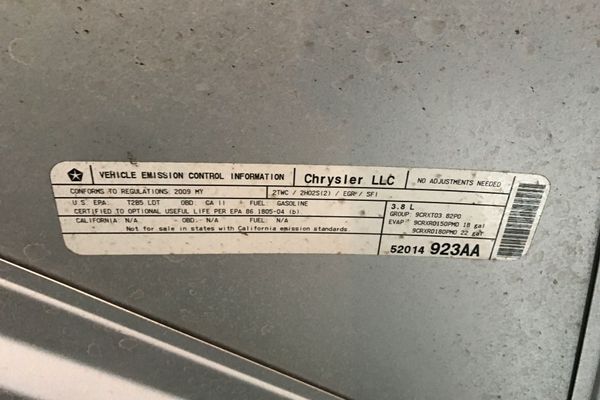 VEHICLE EMISSION CONTROL INFORMATION Chrysler LLC NO ADJUSTMENTS NEEDED
CONFORMS TO REGULATIONS: 2009 MY 2TWC / 2HO2S(2) / EGR / SFI
U.S. EPA: T2B5 LDT OBD: CA II FUEL: GASOLINE
CERTIFIED TO OPTIONAL USEFUL LIFE PER EPA 86.1805-04 (b)
CALIFORNIA: N/A OBD: N/A FUEL: N/A
Not for sale in states with California emission standards.
3.8 L
GROUP: 9CRXT03.82P0
EVAP: 9CRXR0150PM0 18 gal
9CRXR0180PM0 22 gal
52014 923AA